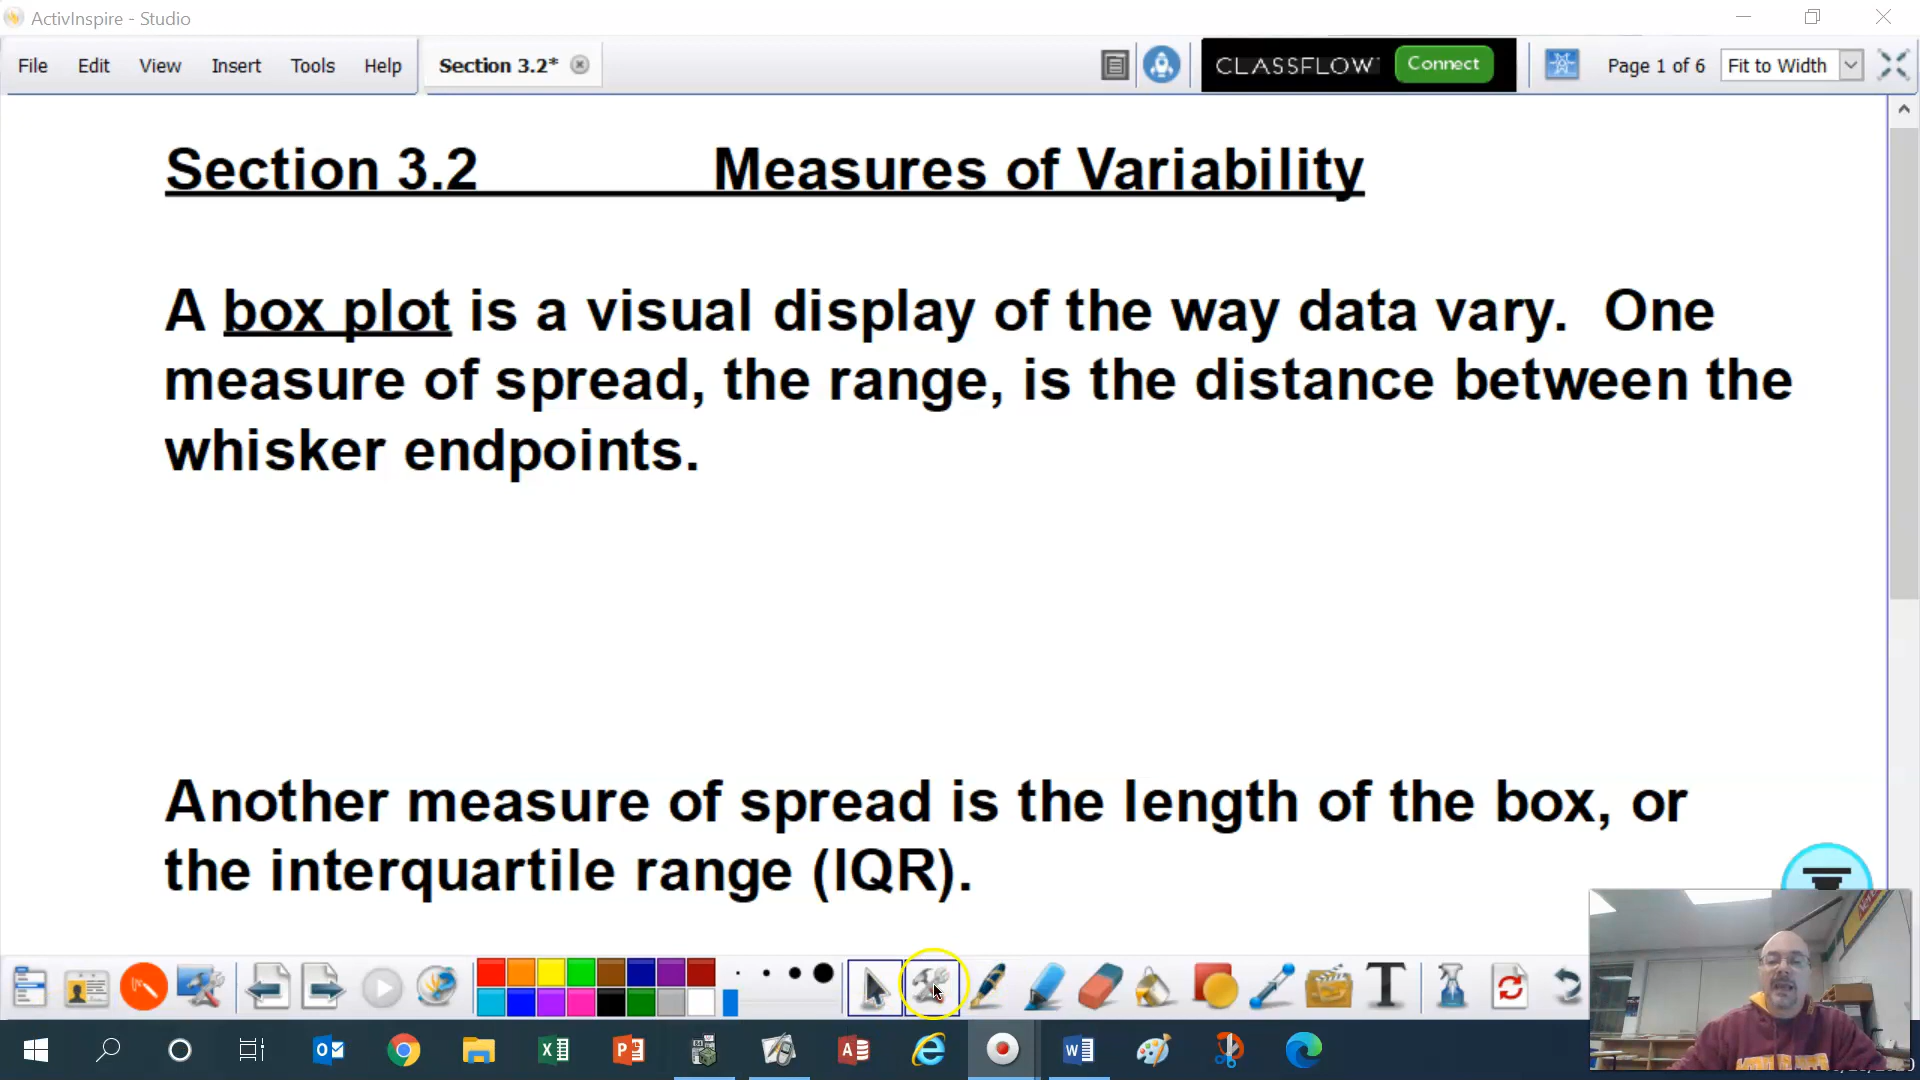 ActivInspire - Studio
File Edit View Insert Tools Help Section 3.2* CLASSFLOW Connect Page 1 of 6 Fit to Width
Section 3.2 Measures of Variability
A box plot is a visual display of the way data vary. One
measure of spread, the range, is the distance between the
whisker endpoints.
Another measure of spread is the length of the box, or
the interquartile range (IQR).